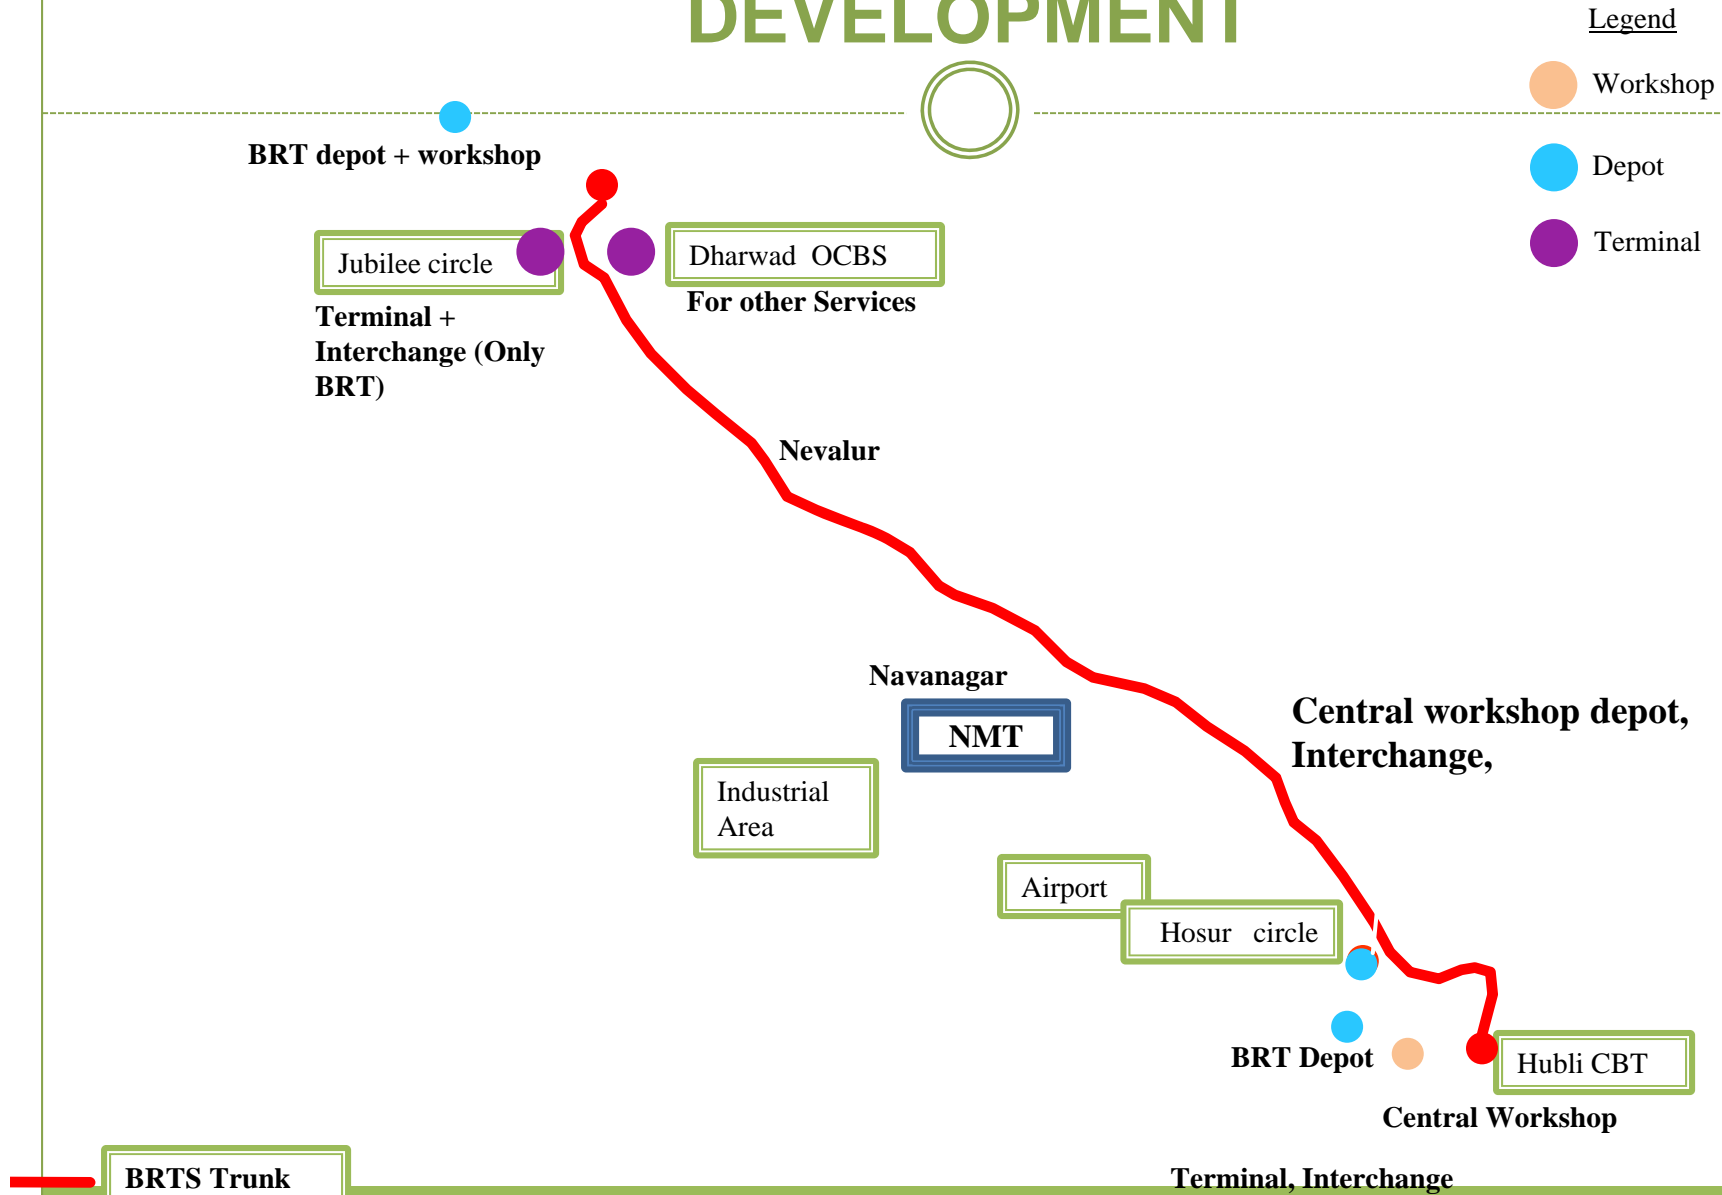 DEVELOPMENT
Legend
Workshop
Depot
Terminal
BRT depot + workshop
Jubilee circle
Dharwad OCBS
For other Services
Terminal +
Interchange (Only
BRT)
Nevalur
Navanagar
NMT
Central workshop depot,
Interchange,
Industrial
Area
Airport
Hosur circle
BRT Depot
Hubli CBT
Central Workshop
BRTS Trunk
Terminal, Interchange